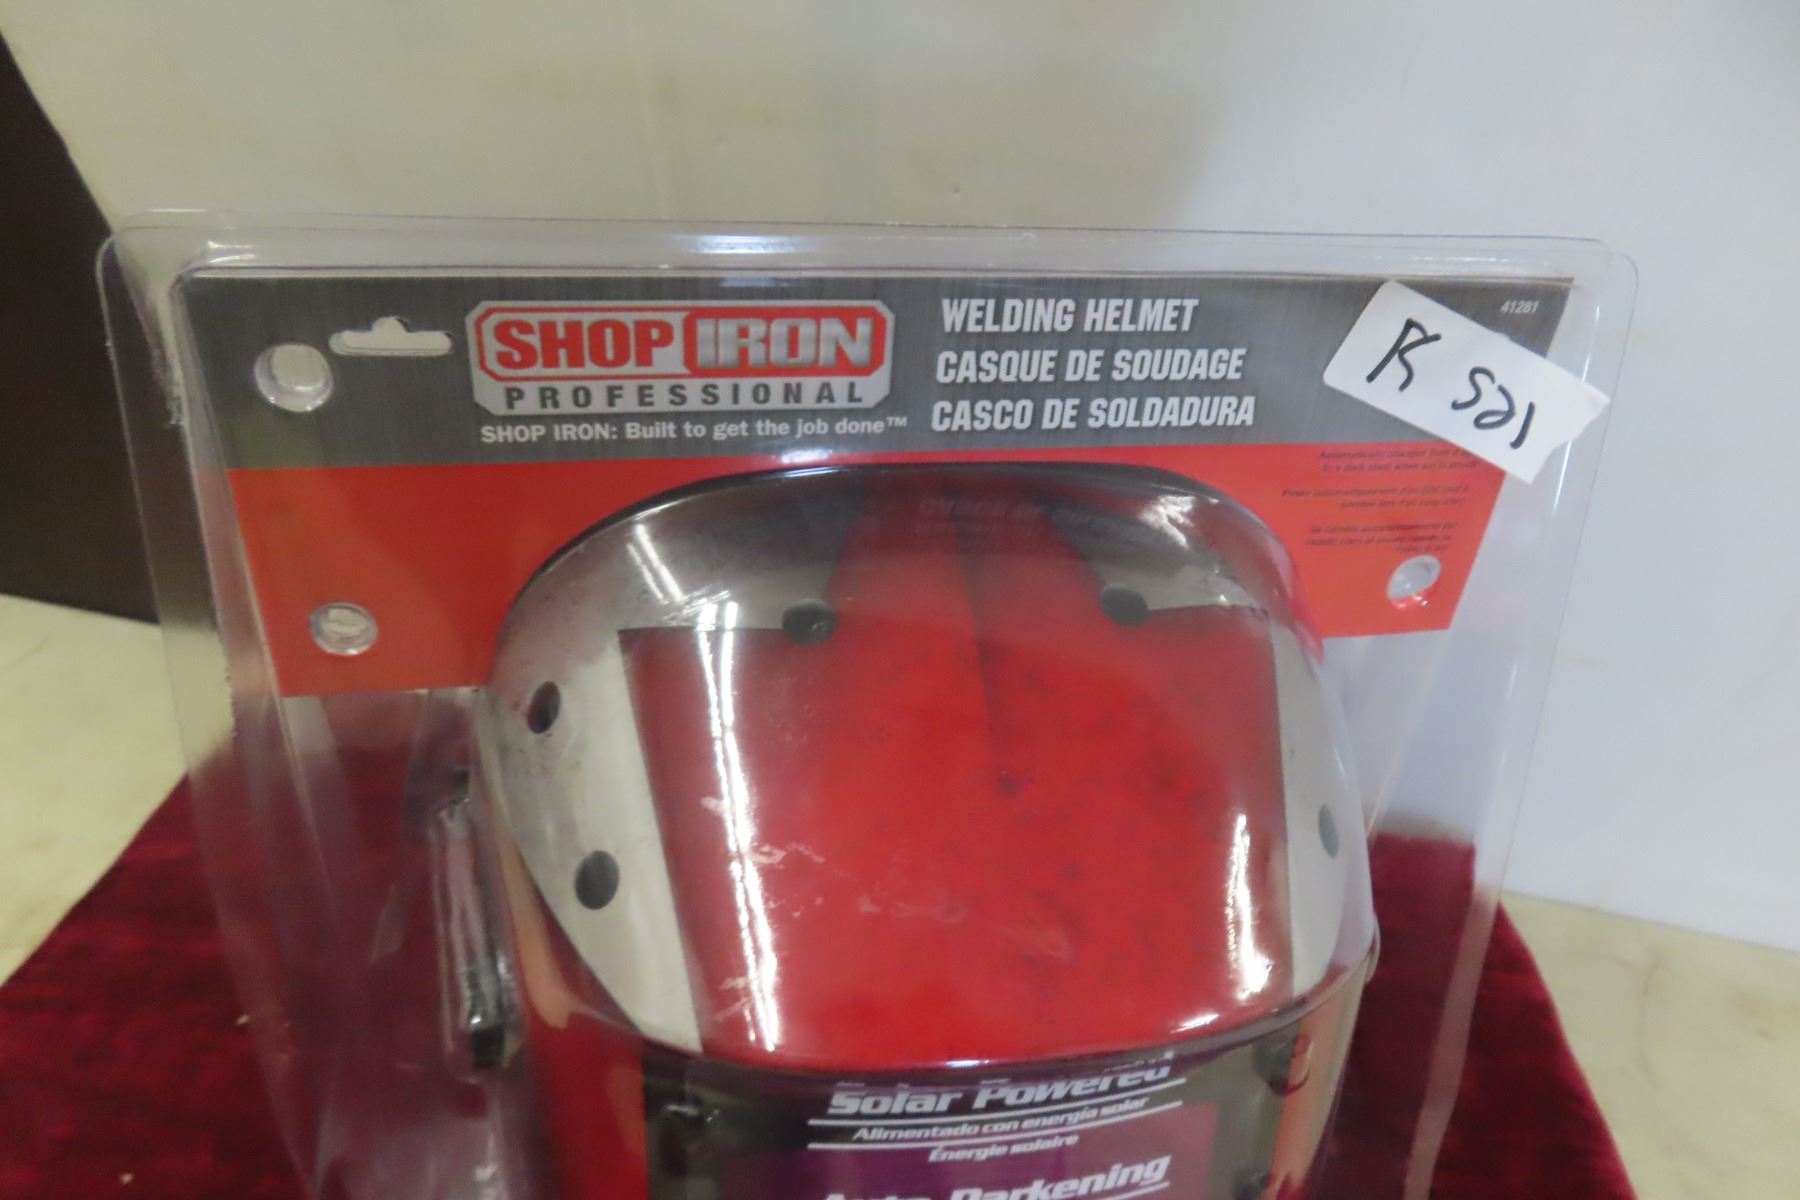 SHOP IRON
PROFESSIONAL
SHOP IRON: Built to get the job done™
WELDING HELMET
CASQUE DE SOUDAGE
CASCO DE SOLDADURA
41261
R 521
Solar Powered
Alimentado con energía solar
Énergie solaire
Auto Darkening